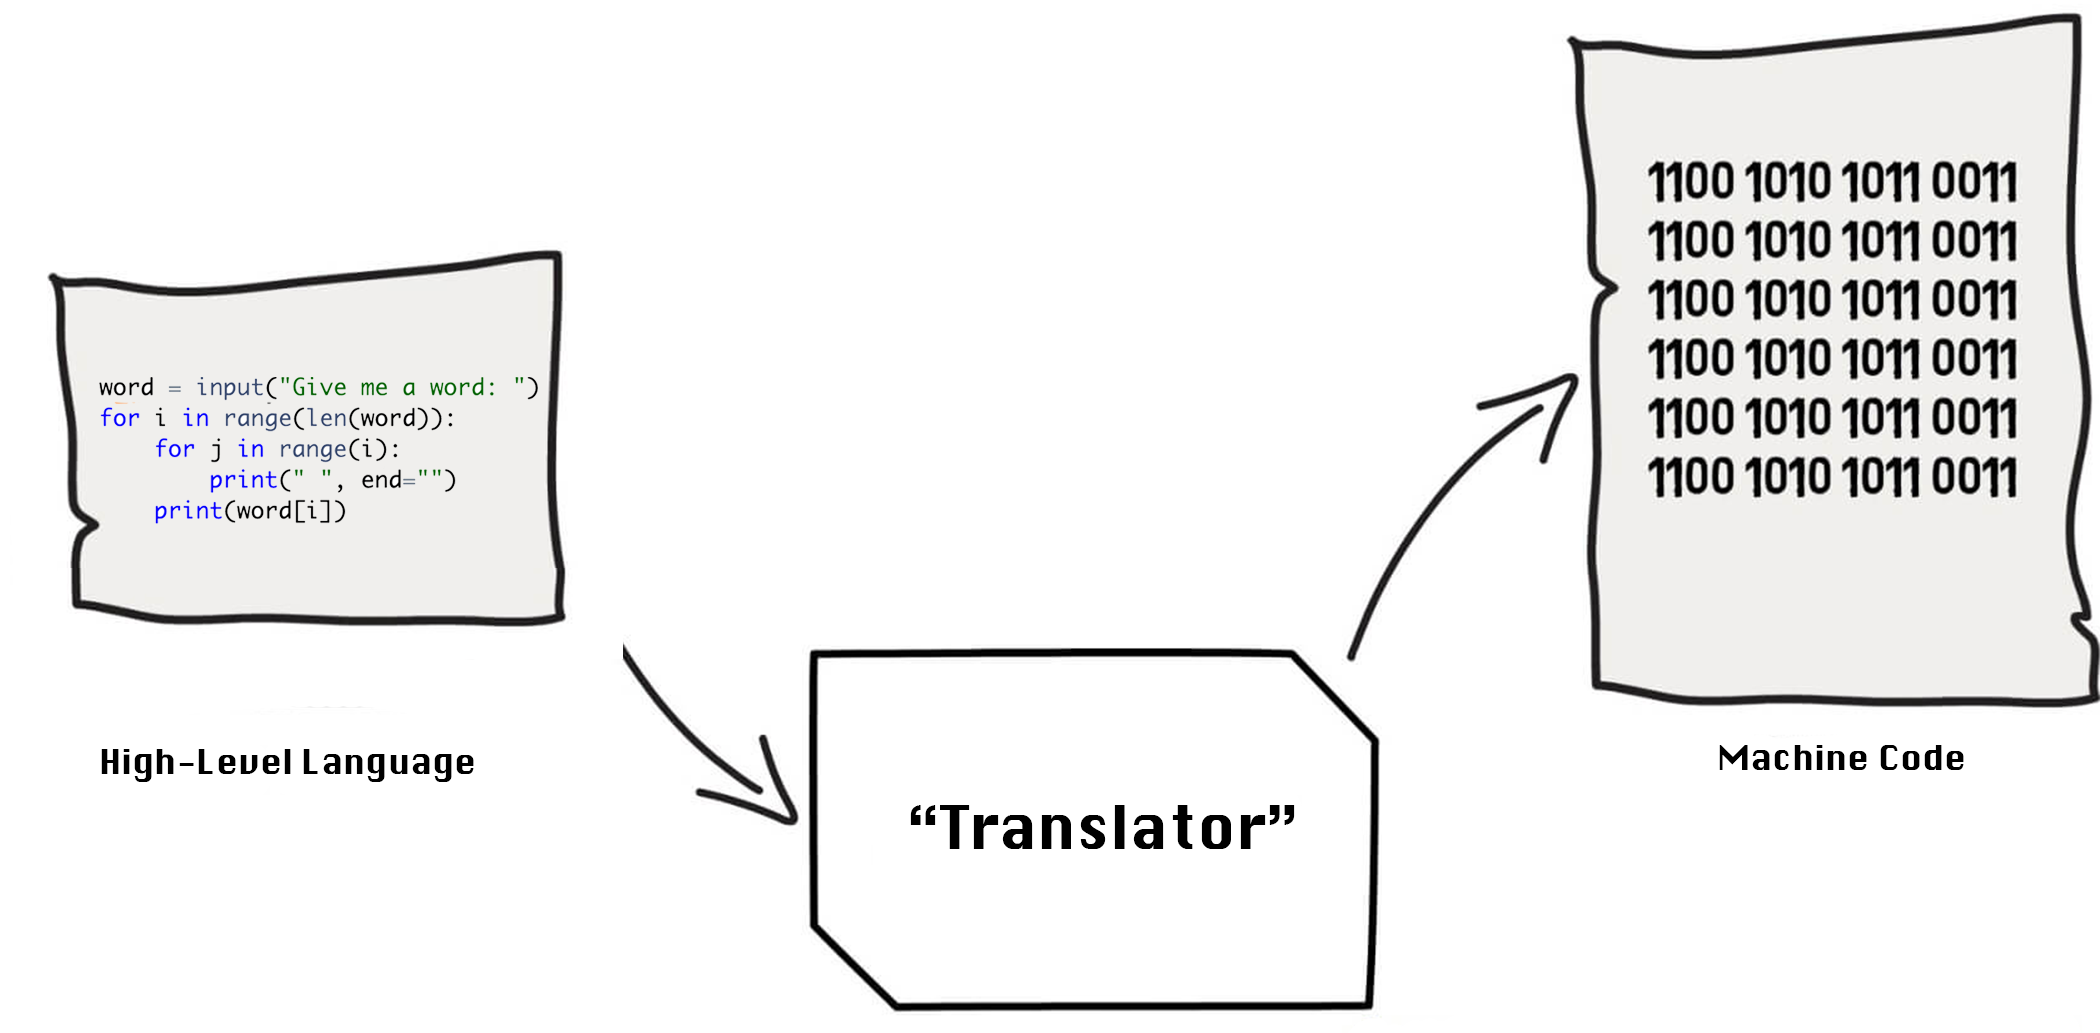 word = input("Give me a word: ")
for i in range(len(word)):
    for j in range(i):
        print(" ", end="")
    print(word[i])
High-Level Language
“Translator”
1100 1010 1011 0011
1100 1010 1011 0011
1100 1010 1011 0011
1100 1010 1011 0011
1100 1010 1011 0011
1100 1010 1011 0011
Machine Code